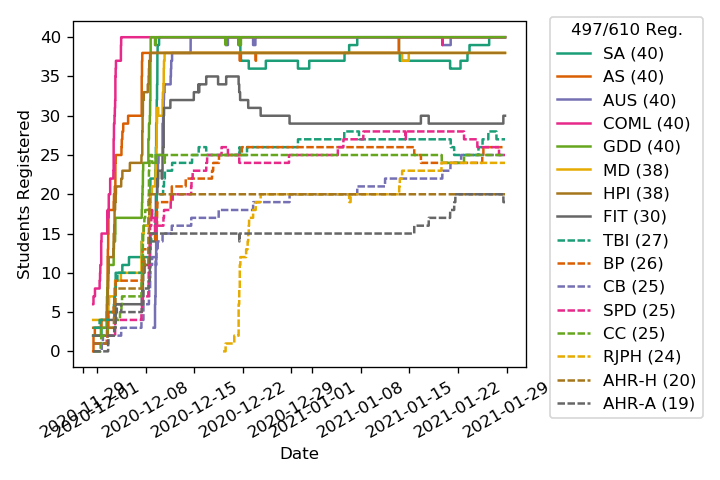 497/610 Reg.
SA (40)
AS (40)
AUS (40)
COML (40)
GDD (40)
MD (38)
HPI (38)
FIT (30)
TBI (27)
BP (26)
CB (25)
SPD (25)
CC (25)
RJPH (24)
AHR-H (20)
AHR-A (19)
Students Registered
40
35
30
25
20
15
10
5
0
2020-11-29
2020-12-01
2020-12-08
2020-12-15
2020-12-22
2020-12-29
2021-01-01
2021-01-08
2021-01-15
2021-01-22
2021-01-29
Date